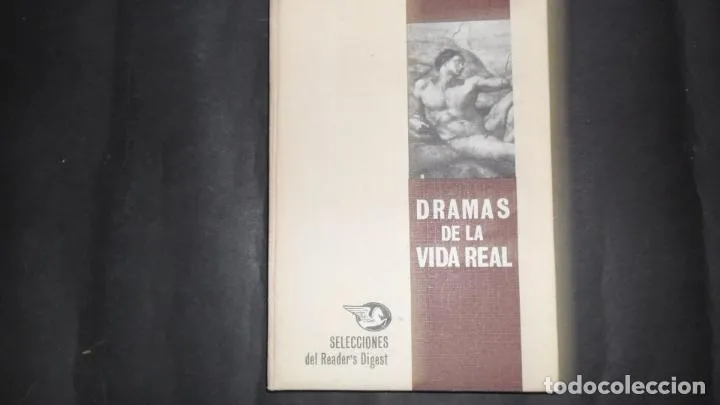 DRAMAS
DE LA
VIDA REAL
SELECCIONES
del Reader's Digest
todocoleccion